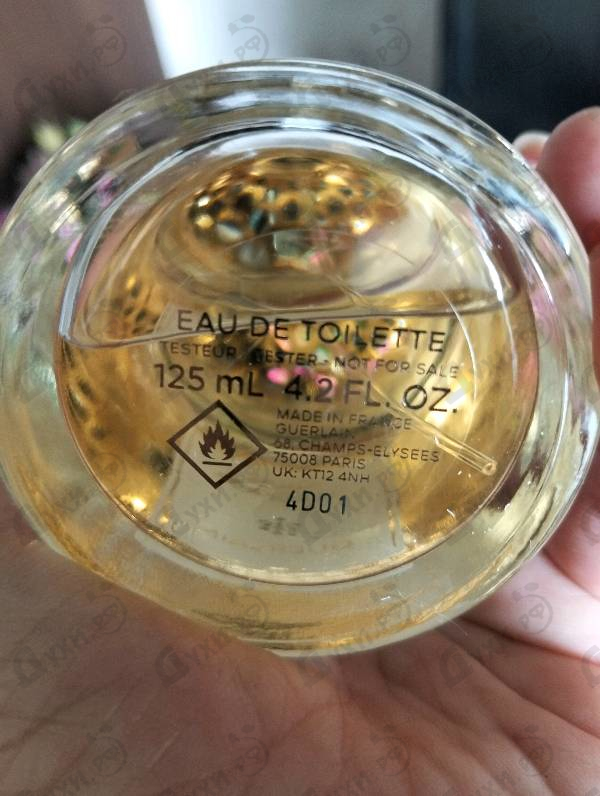 EAU DE TOILETTE
TESTEUR - TESTER - NOT FOR SALE
125 mL 4.2 FL. OZ.
MADE IN FRANCE
GUERLAIN
68, CHAMPS-ELYSEES
75008 PARIS
UK: KT12 4NH
4D01